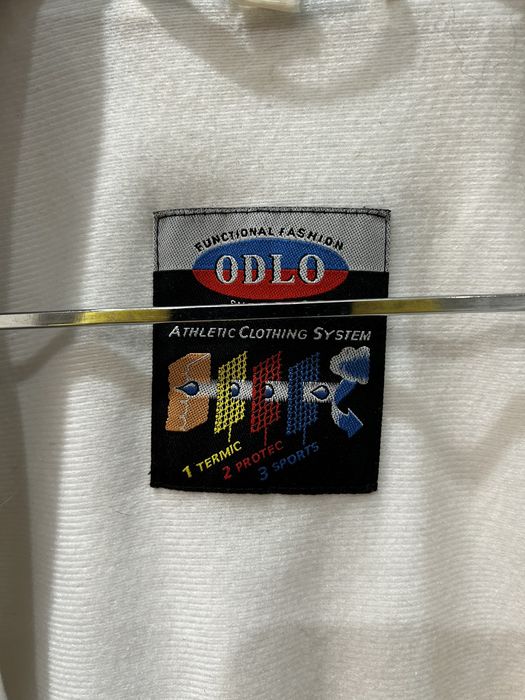 FUNCTIONAL FASHION
ODLO
ATHLETIC CLOTHING SYSTEM
1 TERMIC
2 PROTEC
3 SPORTS